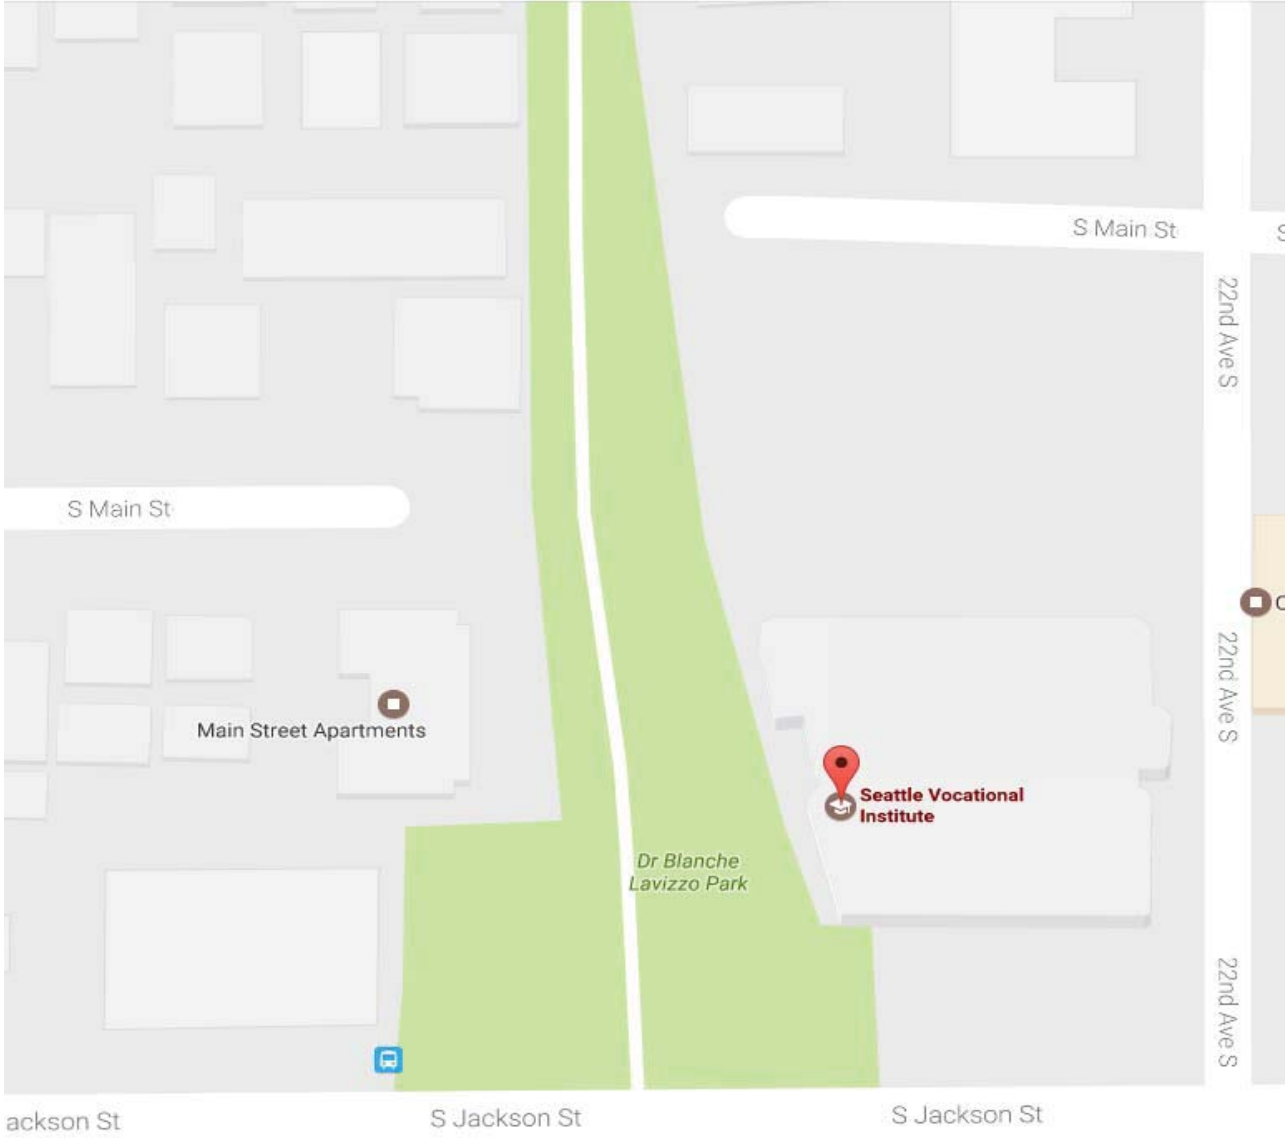 S Main St
S
22nd Ave S
S Main St
C
22nd Ave S
Main Street Apartments
Seattle Vocational
Institute
Dr Blanche
Lavizzo Park
22nd Ave S
ackson St
S Jackson St
S Jackson St